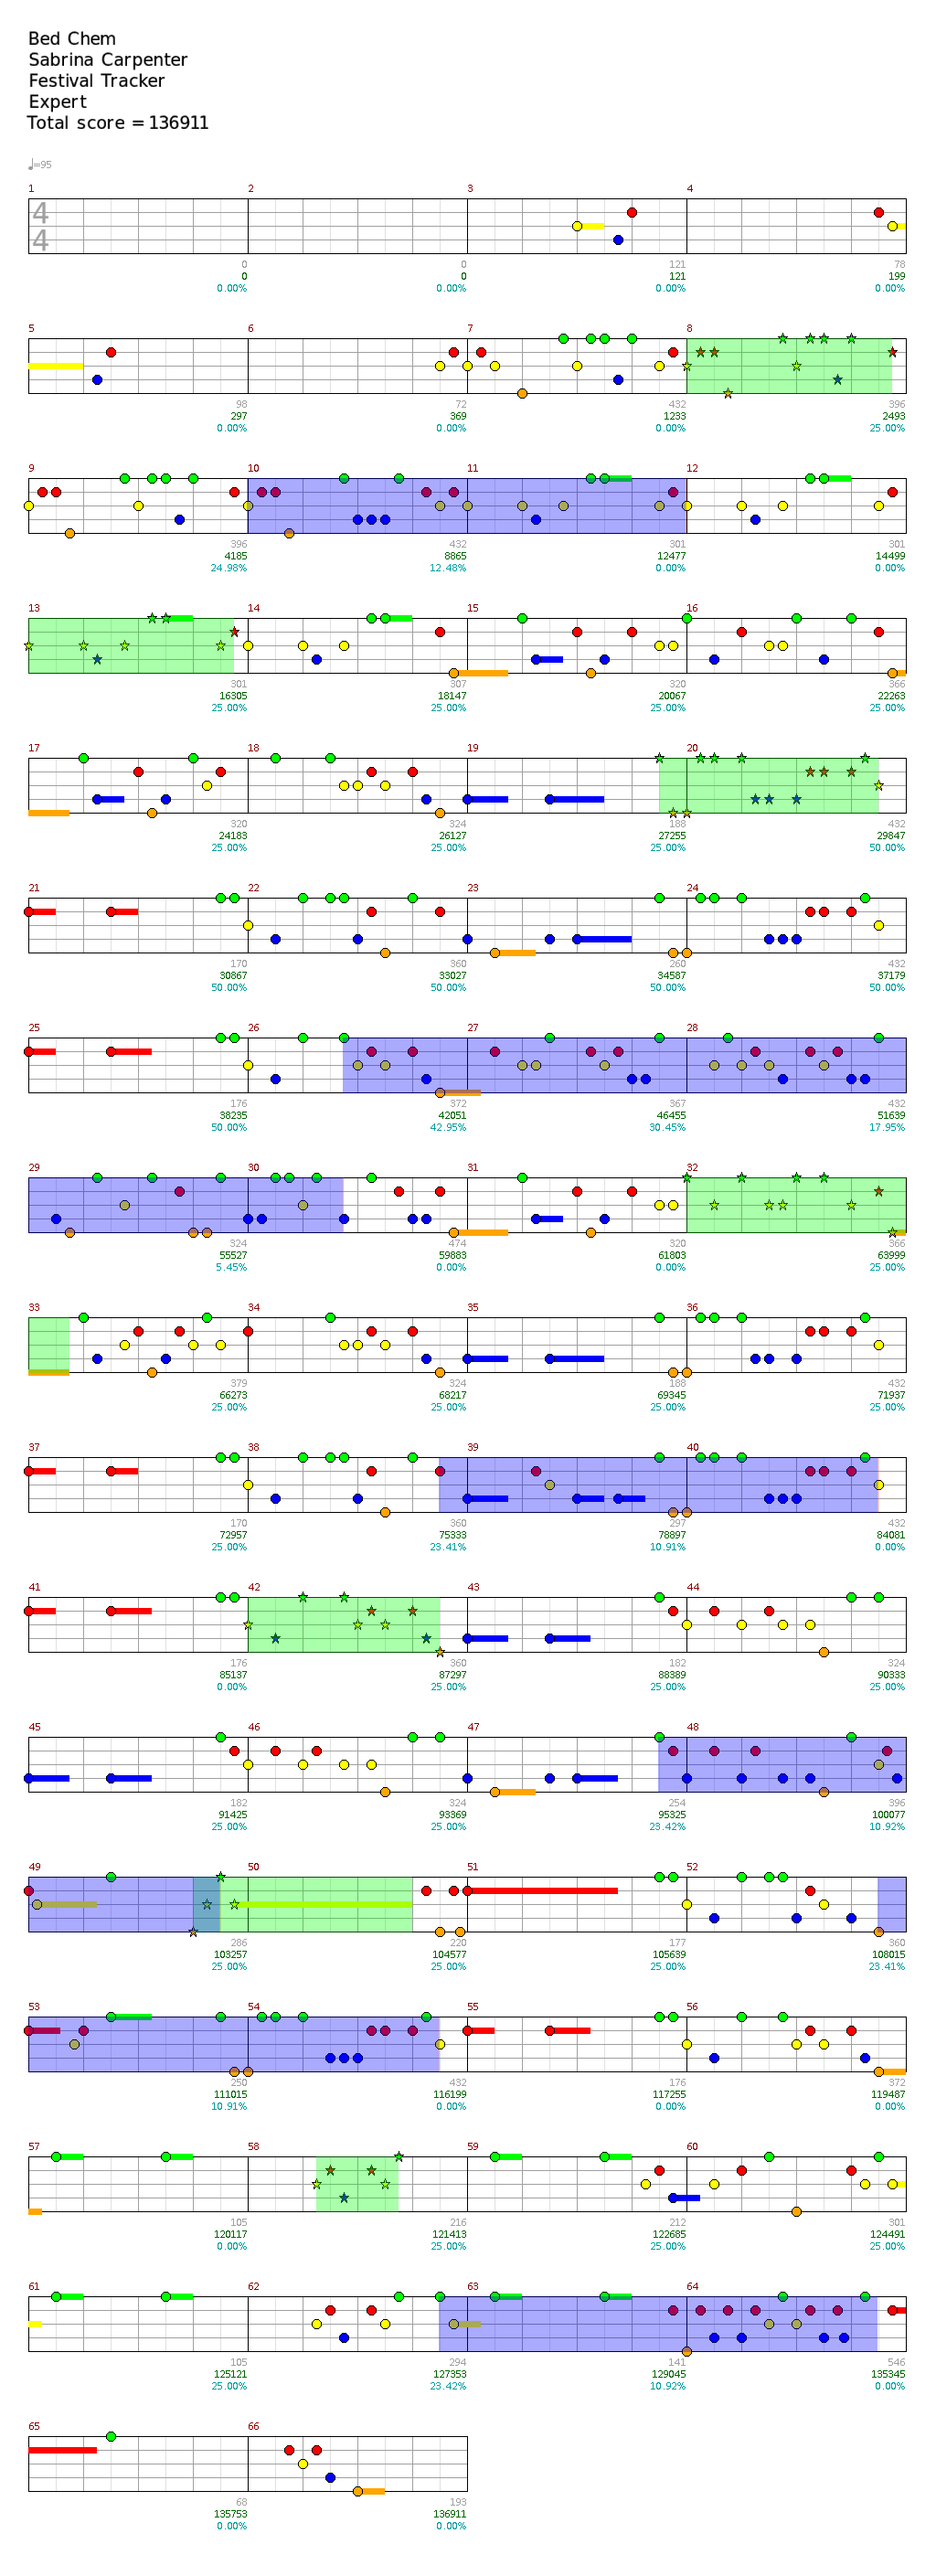 Bed Chem
Sabrina Carpenter
Festival Tracker
Expert
Total score = 136911
♩=95
1 2 3 4
4
4
0 0 121 78
0 0 121 199
0.00% 0.00% 0.00% 0.00%
5 6 7 8
98 72 432 396
297 369 1233 2493
0.00% 0.00% 0.00% 25.00%
9 10 11 12
396 432 301 301
4185 8865 12477 14499
24.98% 12.48% 0.00% 0.00%
13 14 15 16
301 307 320 366
16305 18147 20067 22263
25.00% 25.00% 25.00% 25.00%
17 18 19 20
320 324 188 432
24183 26127 27255 29847
25.00% 25.00% 25.00% 50.00%
21 22 23 24
170 360 260 432
30867 33027 34587 37179
50.00% 50.00% 50.00% 50.00%
25 26 27 28
176 372 367 432
38235 42051 46455 51639
50.00% 42.95% 30.45% 17.95%
29 30 31 32
324 474 320 366
55527 59883 61803 63999
5.45% 0.00% 0.00% 25.00%
33 34 35 36
379 324 188 432
66273 68217 69345 71937
25.00% 25.00% 25.00% 25.00%
37 38 39 40
170 360 297 432
72957 75333 78897 84081
25.00% 23.41% 10.91% 0.00%
41 42 43 44
176 360 182 324
85137 87297 88389 90333
0.00% 25.00% 25.00% 25.00%
45 46 47 48
182 324 254 396
91425 93369 95325 100077
25.00% 25.00% 23.42% 10.92%
49 50 51 52
286 220 177 360
103257 104577 105639 108015
25.00% 25.00% 25.00% 23.41%
53 54 55 56
250 432 176 372
111015 116199 117255 119487
10.91% 0.00% 0.00% 0.00%
57 58 59 60
105 216 212 301
120117 121413 122685 124491
0.00% 25.00% 25.00% 25.00%
61 62 63 64
105 294 141 546
125121 127353 129045 135345
25.00% 23.42% 10.92% 0.00%
65 66
68 193
135753 136911
0.00% 0.00%